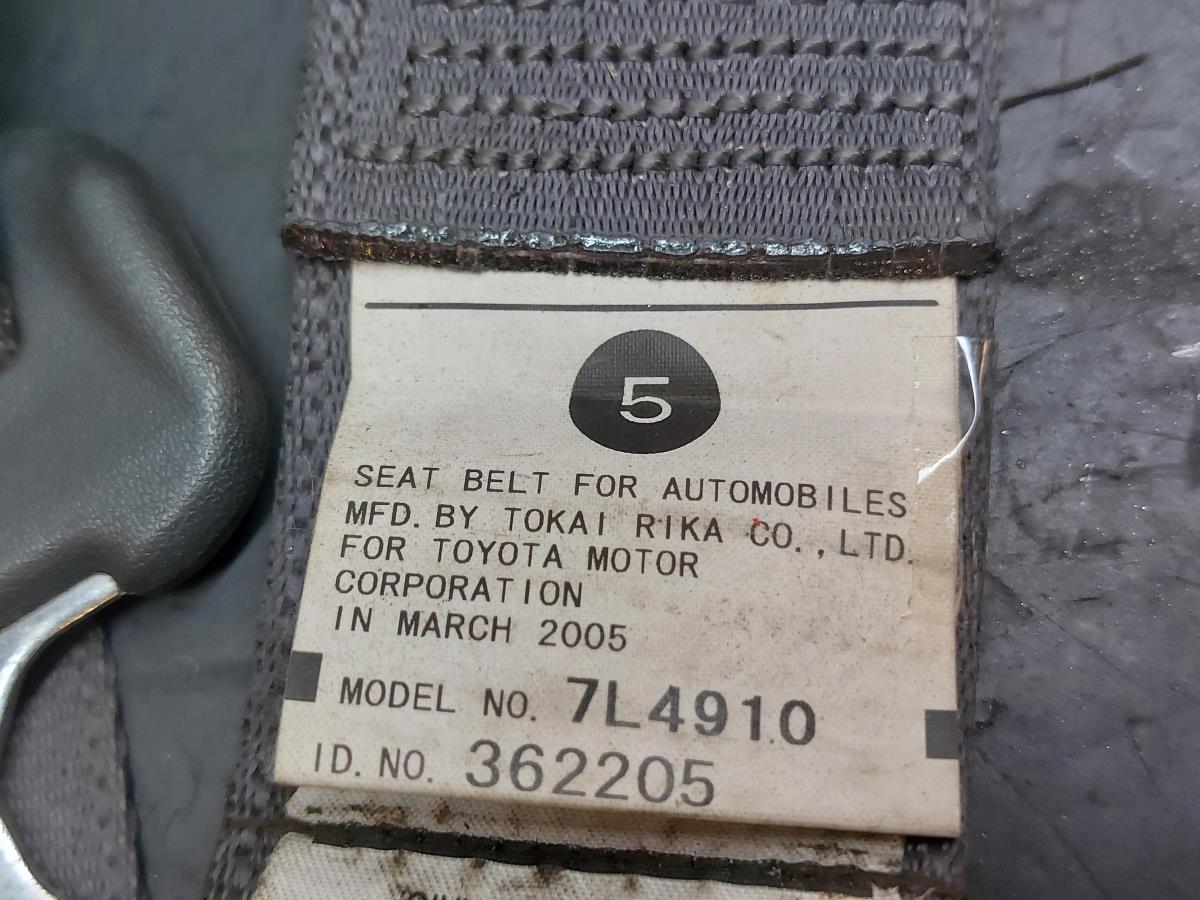 5
SEAT BELT FOR AUTOMOBILES
MFD. BY TOKAI RIKA CO., LTD.
FOR TOYOTA MOTOR
CORPORATION
IN MARCH 2005
MODEL NO. 7L4910
ID. NO. 362205